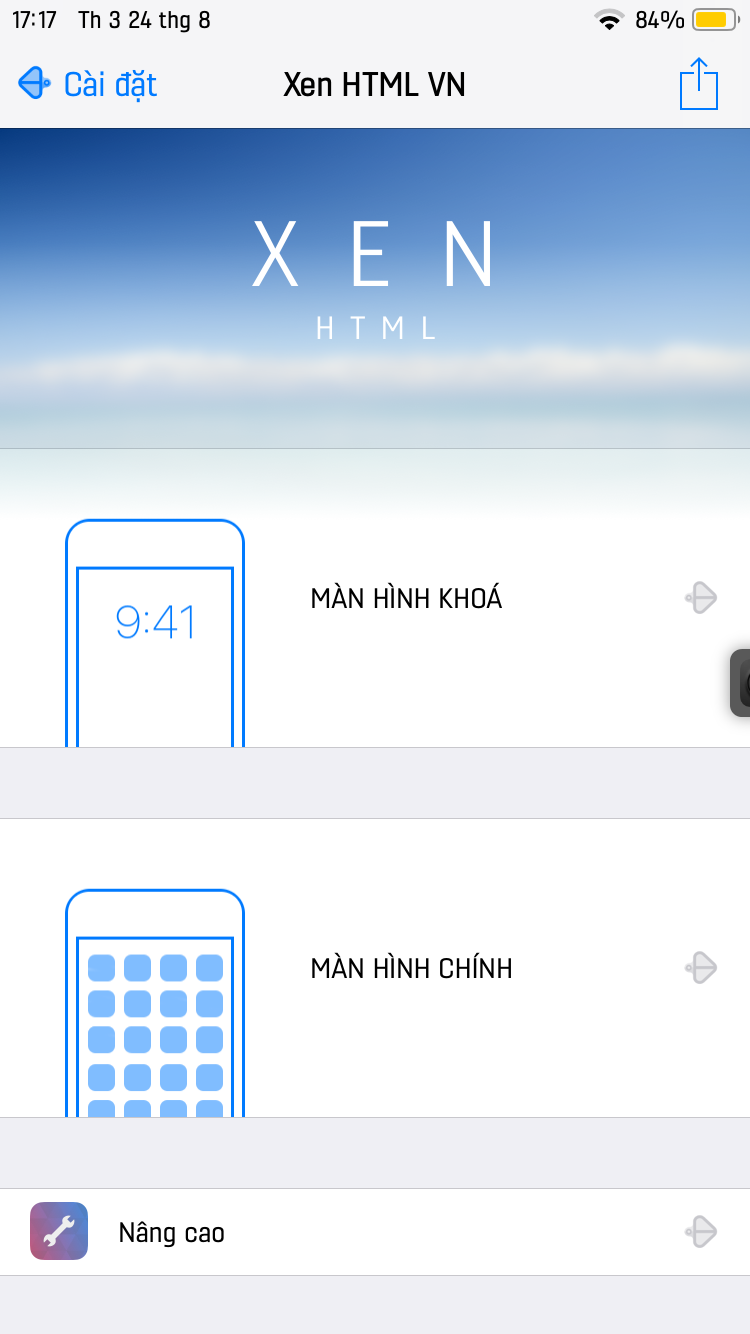 17:17 Th 3 24 thg 8 84%
Cài đặt Xen HTML VN
XEN
HTML
9:41
MÀN HÌNH KHOÁ
MÀN HÌNH CHÍNH
Nâng cao